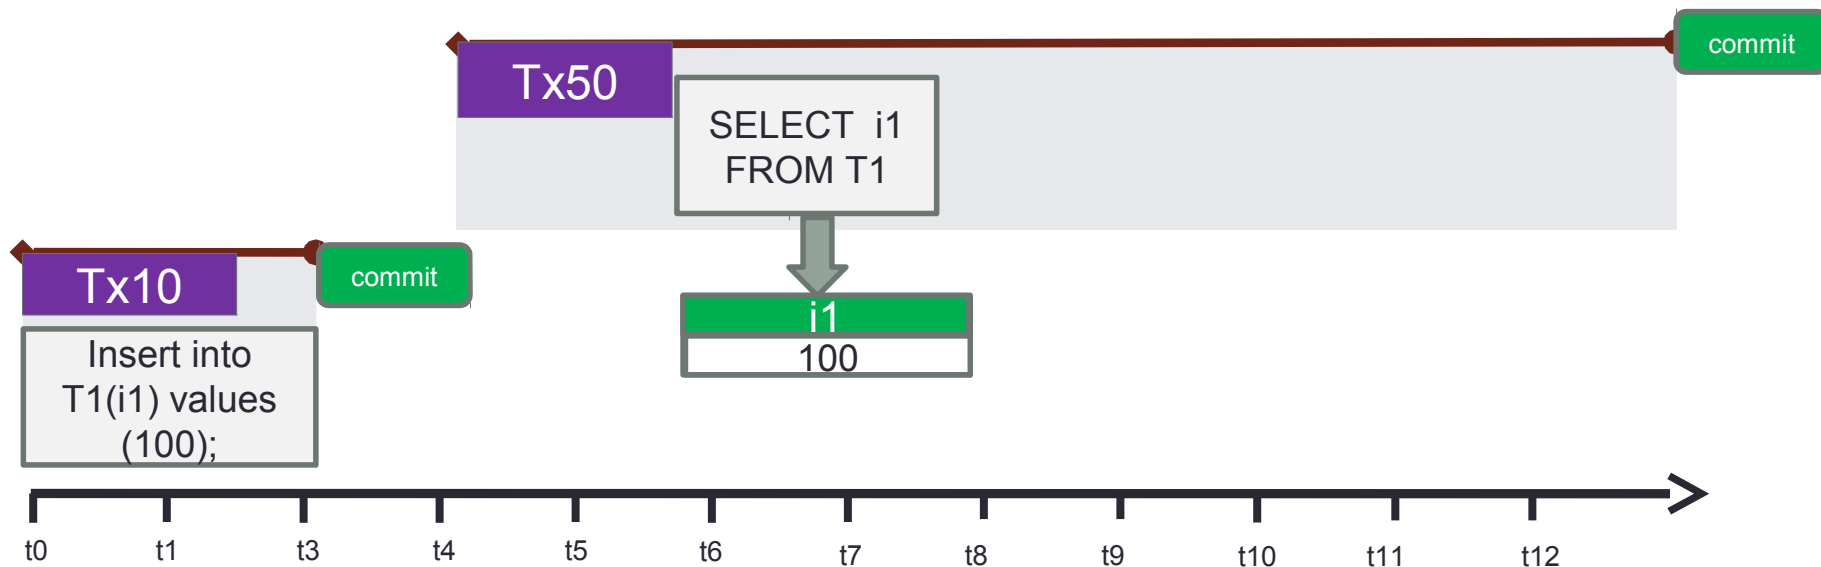 commit
Tx50
SELECT i1
FROM T1
Tx10
commit
i1
100
Insert into
T1(i1) values
(100);
t0 t1 t3 t4 t5 t6 t7 t8 t9 t10 t11 t12